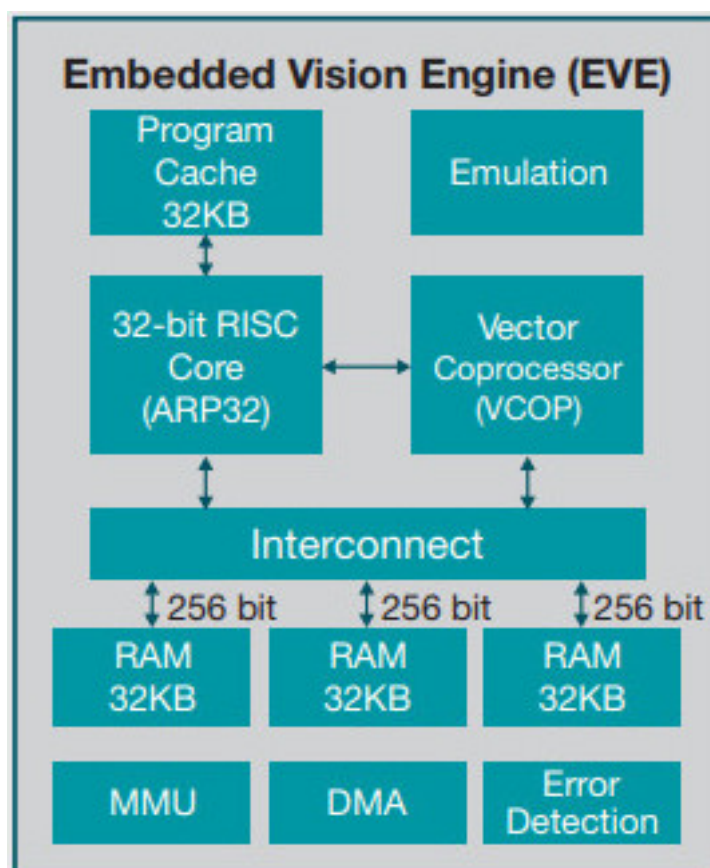 Embedded Vision Engine (EVE)
Program
Cache
32KB
Emulation
32-bit RISC
Core
(ARP32)
Vector
Coprocessor
(VCOP)
Interconnect
256 bit
256 bit
256 bit
RAM
32KB
RAM
32KB
RAM
32KB
MMU
DMA
Error
Detection